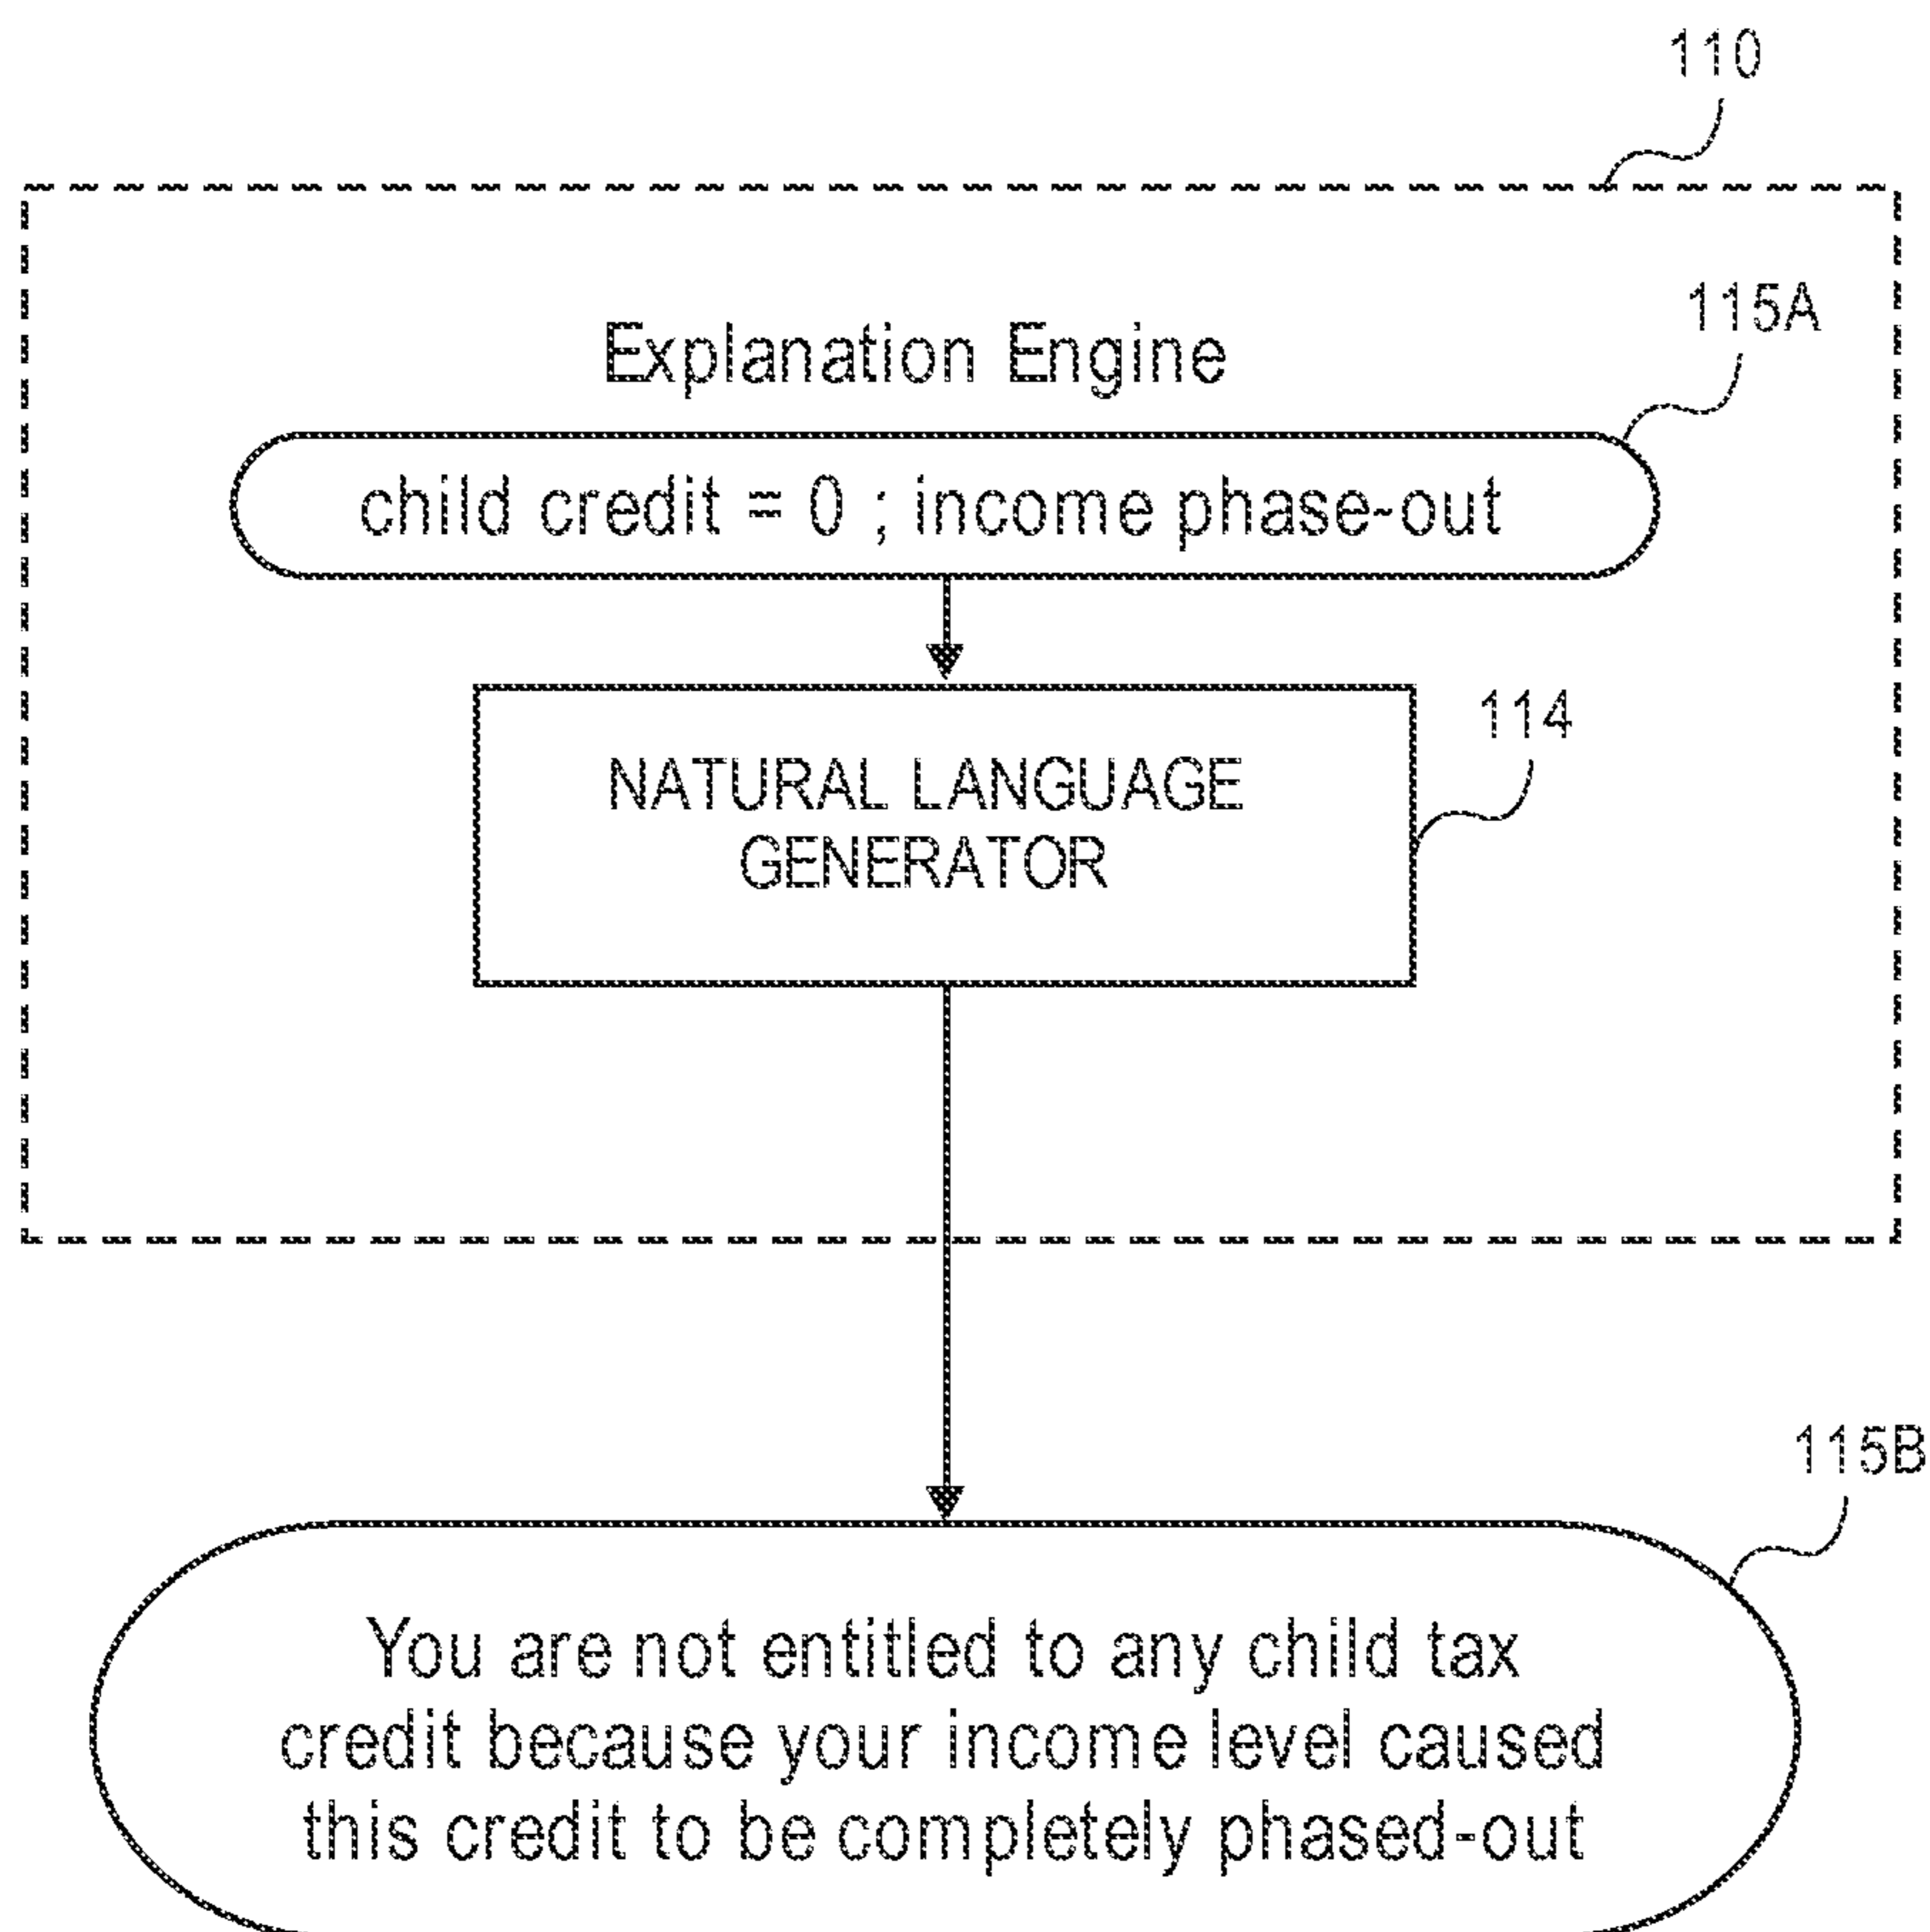 110
115A
Explanation Engine
child credit = 0 ; income phase-out
114
NATURAL LANGUAGE
GENERATOR
115B
You are not entitled to any child tax
credit because your income level caused
this credit to be completely phased-out